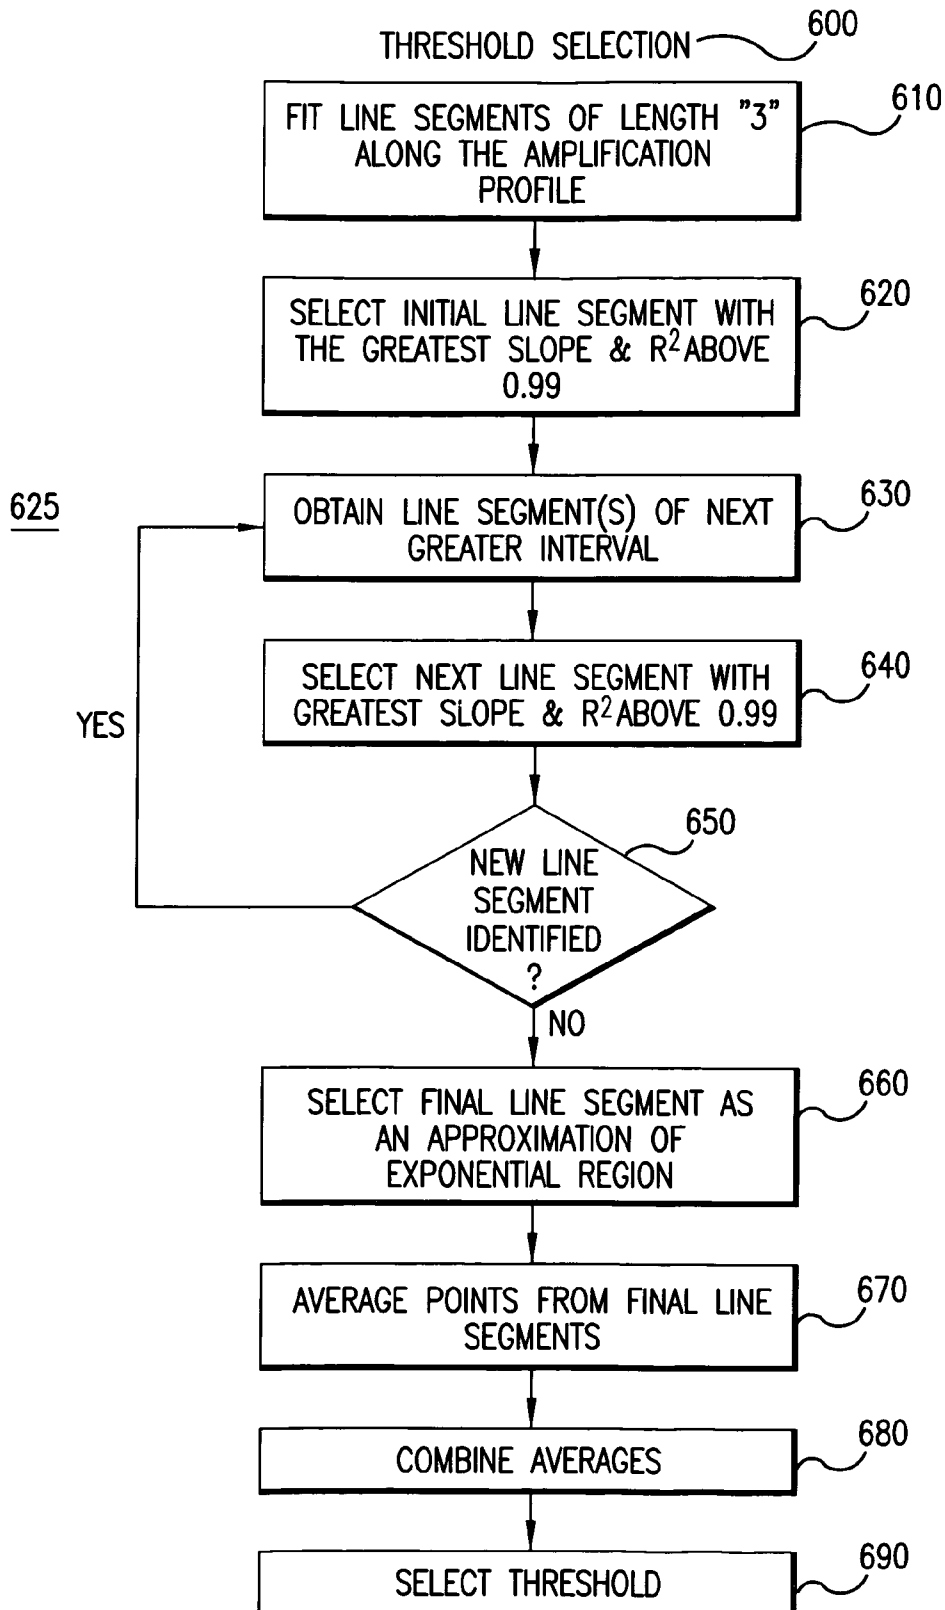 THRESHOLD SELECTION 600
FIT LINE SEGMENTS OF LENGTH "3"
ALONG THE AMPLIFICATION
PROFILE
610
SELECT INITIAL LINE SEGMENT WITH
THE GREATEST SLOPE & R² ABOVE
0.99
620
625
OBTAIN LINE SEGMENT(S) OF NEXT
GREATER INTERVAL
630
SELECT NEXT LINE SEGMENT WITH
GREATEST SLOPE & R² ABOVE 0.99
640
YES
NEW LINE
SEGMENT
IDENTIFIED
?
650
NO
SELECT FINAL LINE SEGMENT AS
AN APPROXIMATION OF
EXPONENTIAL REGION
660
AVERAGE POINTS FROM FINAL LINE
SEGMENTS
670
COMBINE AVERAGES
680
SELECT THRESHOLD
690